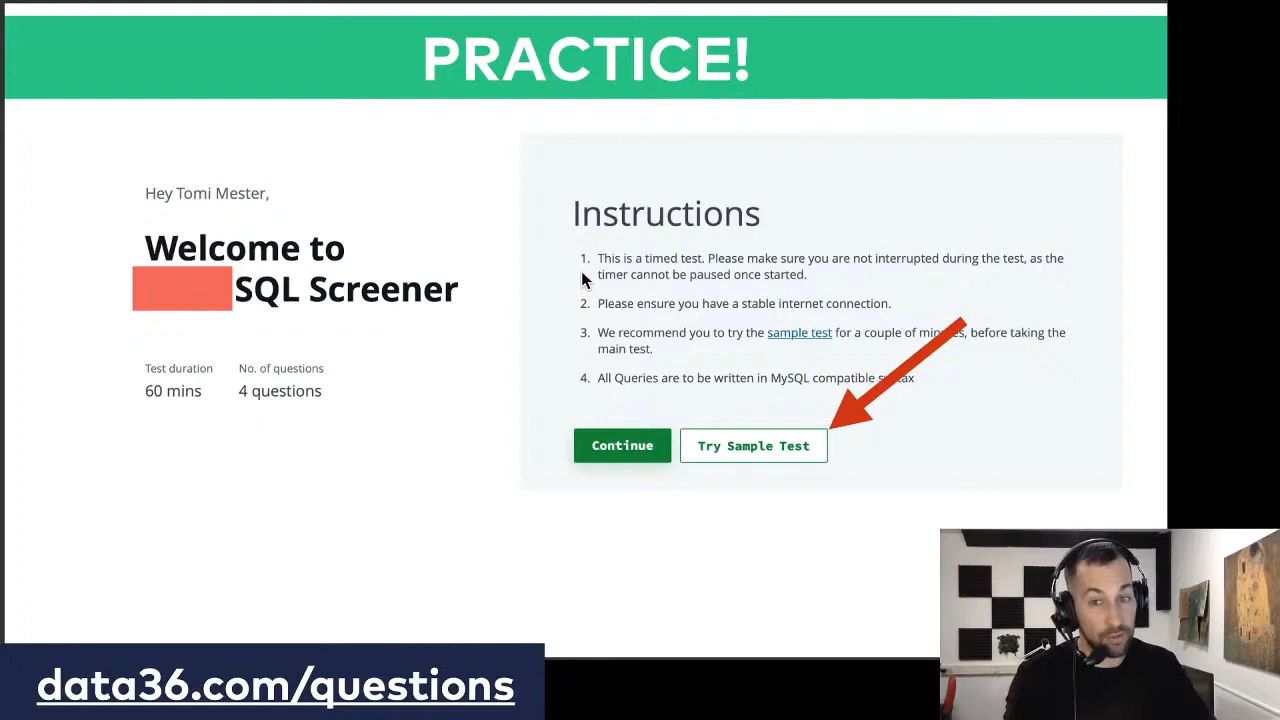 PRACTICE!
Hey Tomi Mester,
Welcome to
SQL Screener
Test duration
60 mins
No. of questions
4 questions
Instructions
1. This is a timed test. Please make sure you are not interrupted during the test, as the
timer cannot be paused once started.
2. Please ensure you have a stable internet connection.
3. We recommend you to try the sample test for a couple of minutes, before taking the
main test.
4. All Queries are to be written in MySQL compatible syntax
Continue
Try Sample Test
data36.com/questions